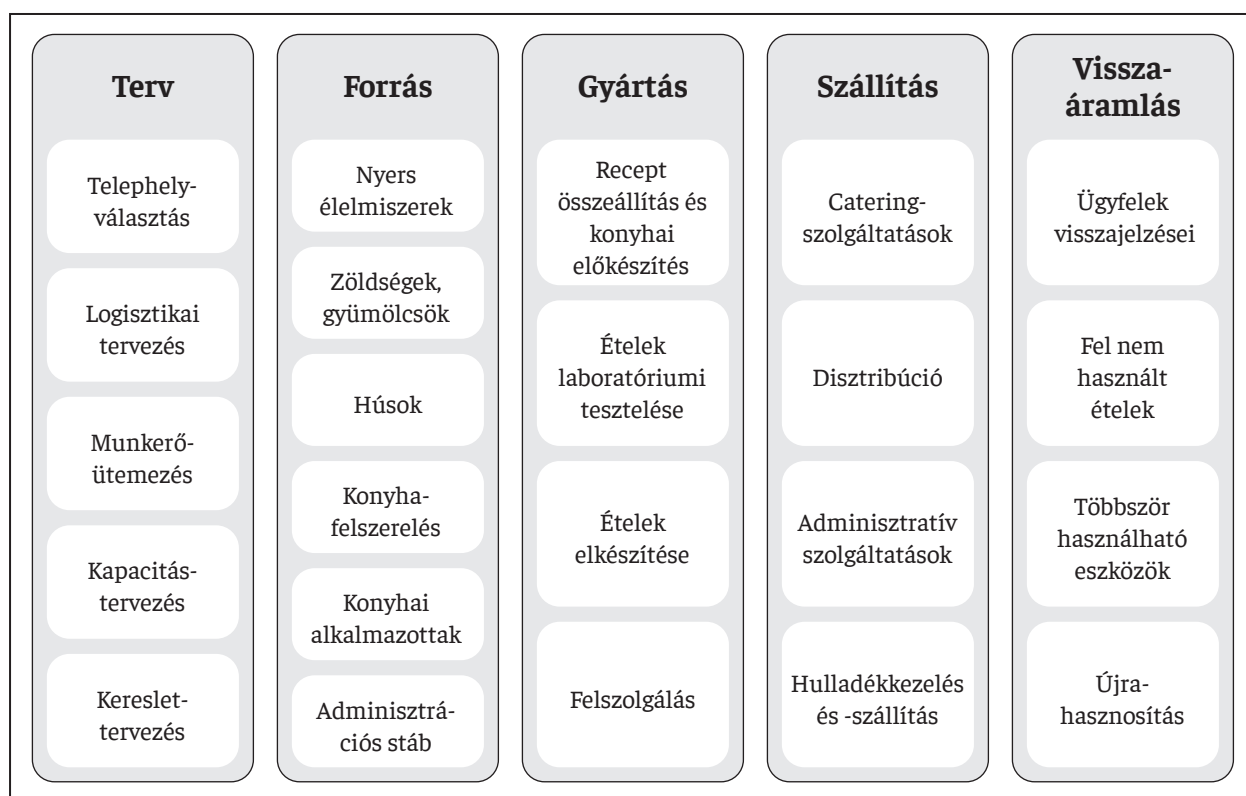 Terv
Telephely-
választás
Logisztikai
tervezés
Munkerő-
ütemezés
Kapacitás-
tervezés
Kereslet-
tervezés
Forrás
Nyers
élelmiszerek
Zöldségek,
gyümölcsök
Húsok
Konyha-
felszerelés
Konyhai
alkalmazottak
Adminisztrá-
ciós stáb
Gyártás
Recept
összeállítás és
konyhai
előkészítés
Ételek
laboratóriumi
tesztelése
Ételek
elkészítése
Felszolgálás
Szállítás
Catering-
szolgáltatások
Disztribúció
Adminisztratív
szolgáltatások
Hulladékkezelés
és -szállítás
Vissza-
áramlás
Ügyfelek
visszajelzései
Fel nem
használt
ételek
Többször
használható
eszközök
Újra-
hasznosítás